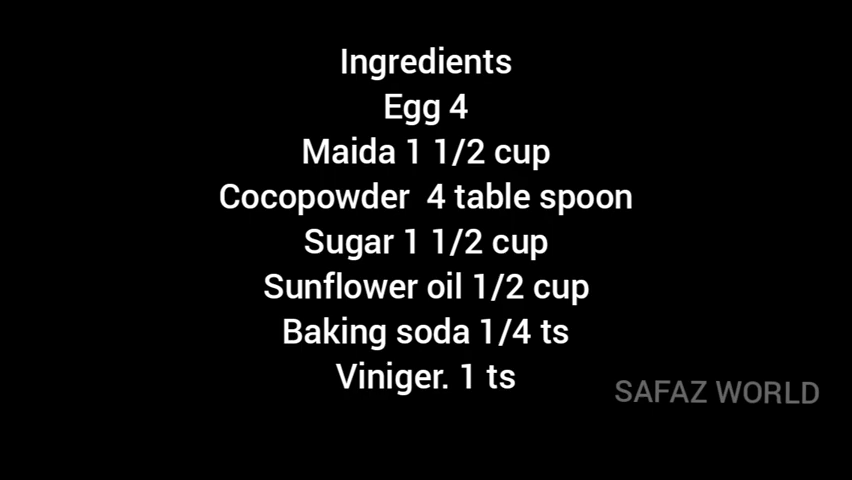 Ingredients
Egg 4
Maida 1 1/2 cup
Cocopowder 4 table spoon
Sugar 1 1/2 cup
Sunflower oil 1/2 cup
Baking soda 1/4 ts
Viniger. 1 ts
SAFAZ WORLD